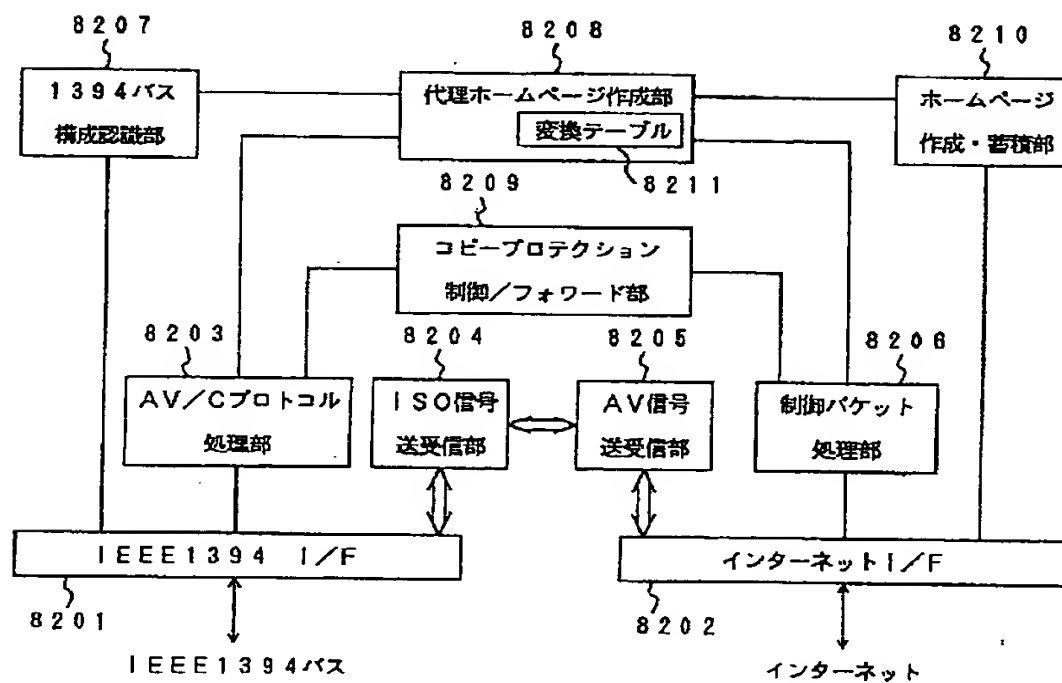 8207
8208
8210
1394バス
構成認識部
代理ホームページ作成部
変換テーブル
ホームページ
作成・蓄積部
8211
8209
コピープロテクション
制御/フォワード部
8203
8204
8205
8206
AV/Cプロトコル
処理部
ISO信号
送受信部
AV信号
送受信部
制御パケット
処理部
IEEE1394 I/F
インターネットI/F
8201
8202
IEEE1394バス
インターネット